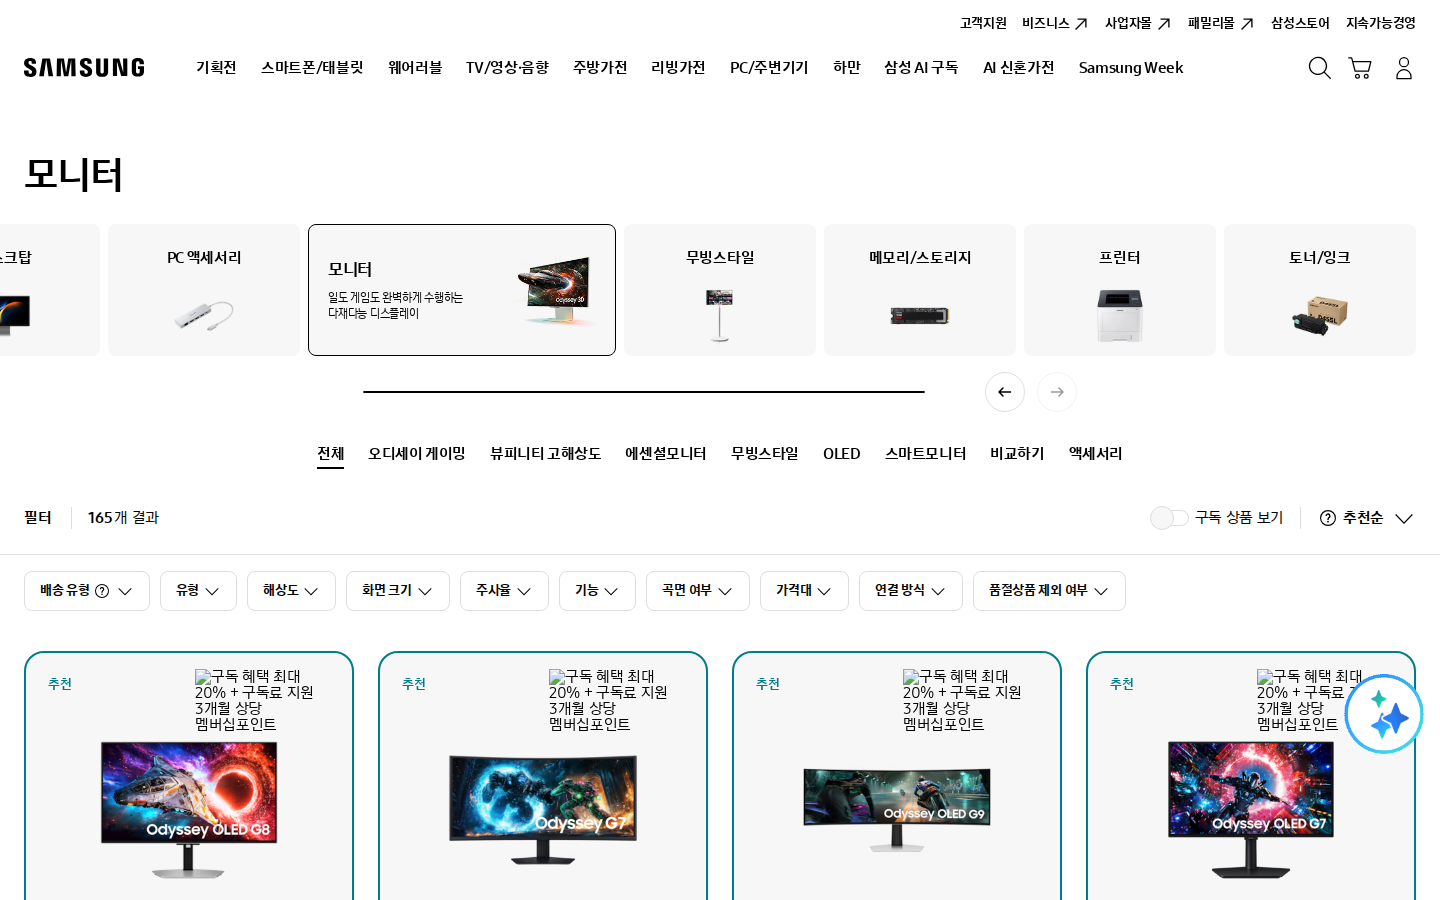 고객지원 비즈니스 사업자몰 패밀리몰 삼성스토어 지속가능경영
SAMSUNG 기획전 스마트폰/태블릿 웨어러블 TV/영상·음향 주방가전 리빙가전 PC/주변기기 하만 삼성 AI 구독 AI 신혼가전 Samsung Week
모니터
스크탑
PC 액세서리
모니터
일도 게임도 완벽하게 수행하는
다재다능 디스플레이
Odyssey 3D
무빙스타일
메모리/스토리지
프린터
토너/잉크
전체 오디세이 게이밍 뷰피니티 고해상도 에센셜모니터 무빙스타일 OLED 스마트모니터 비교하기 액세서리
필터 165개 결과 구독 상품 보기 추천순
배송 유형 유형 해상도 화면 크기 주사율 기능 곡면 여부 가격대 연결 방식 품절상품 제외 여부
추천
구독 혜택 최대
20% + 구독료 지원
3개월 상당
멤버십포인트
Odyssey OLED G8
추천
구독 혜택 최대
20% + 구독료 지원
3개월 상당
멤버십포인트
Odyssey G7
추천
구독 혜택 최대
20% + 구독료 지원
3개월 상당
멤버십포인트
Odyssey OLED G9
추천
구독 혜택 최대
20% + 구독료 지
3개월 상당
멤버십포인트
Odyssey OLED G7